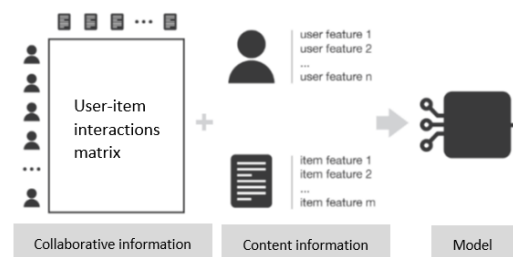 User-item
interactions
matrix
user feature 1
user feature 2
...
user feature n
item feature 1
item feature 2
...
item feature m
Collaborative information
Content information
Model